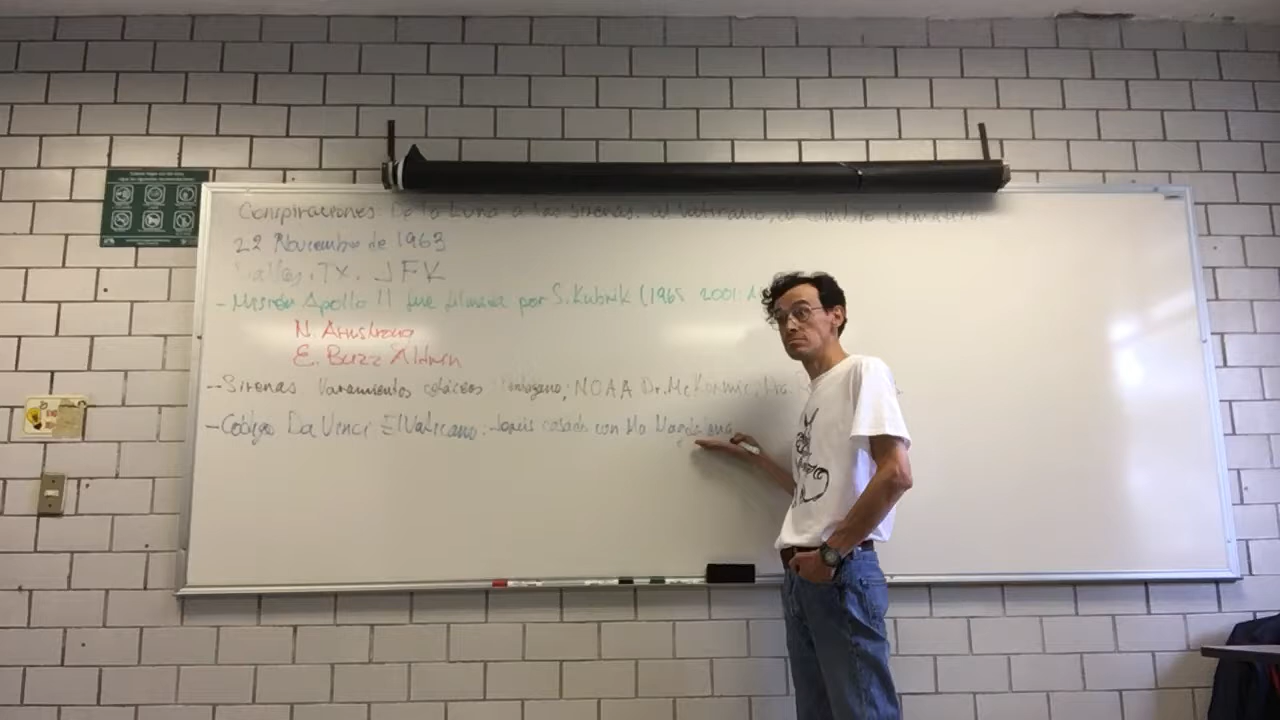 Conspiraciones. De la Luna a las sirenas, al Vaticano, al cambio climático
22 Noviembre de 1963
Dallas, TX. JFK
- Misión Apollo 11 fue filmada por S. Kubrik (1965 2001:
N. Armstrong
E. Buzz Aldrin
- Sirenas Varamientos cetáceos Pentágono; NOAA Dr. McKormic,
- Código Da Vinci El Vaticano: Jesús casado con Ma Magdalena